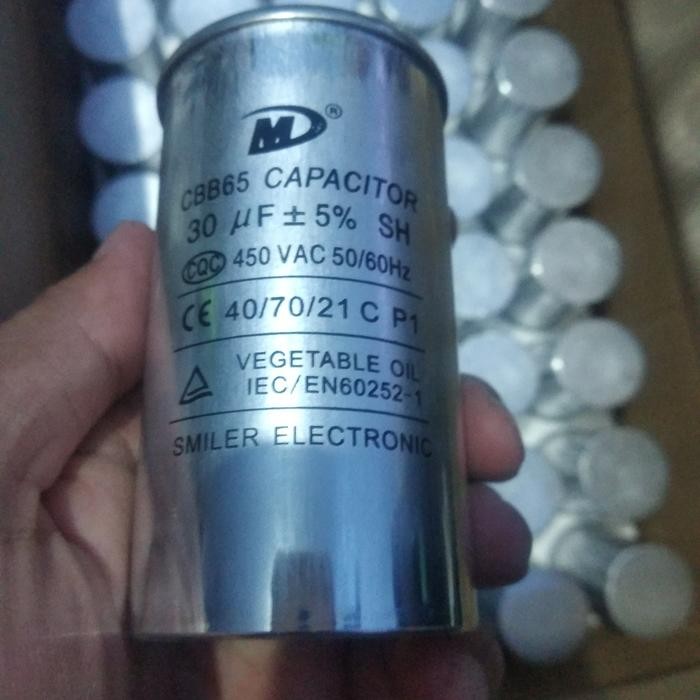 MD ®
CBB65 CAPACITOR
30 μF ± 5% SH
CQC 450 VAC 50/60Hz
CE 40/70/21 C P1
VEGETABLE OIL
IEC/EN60252-1
SMILER ELECTRONIC